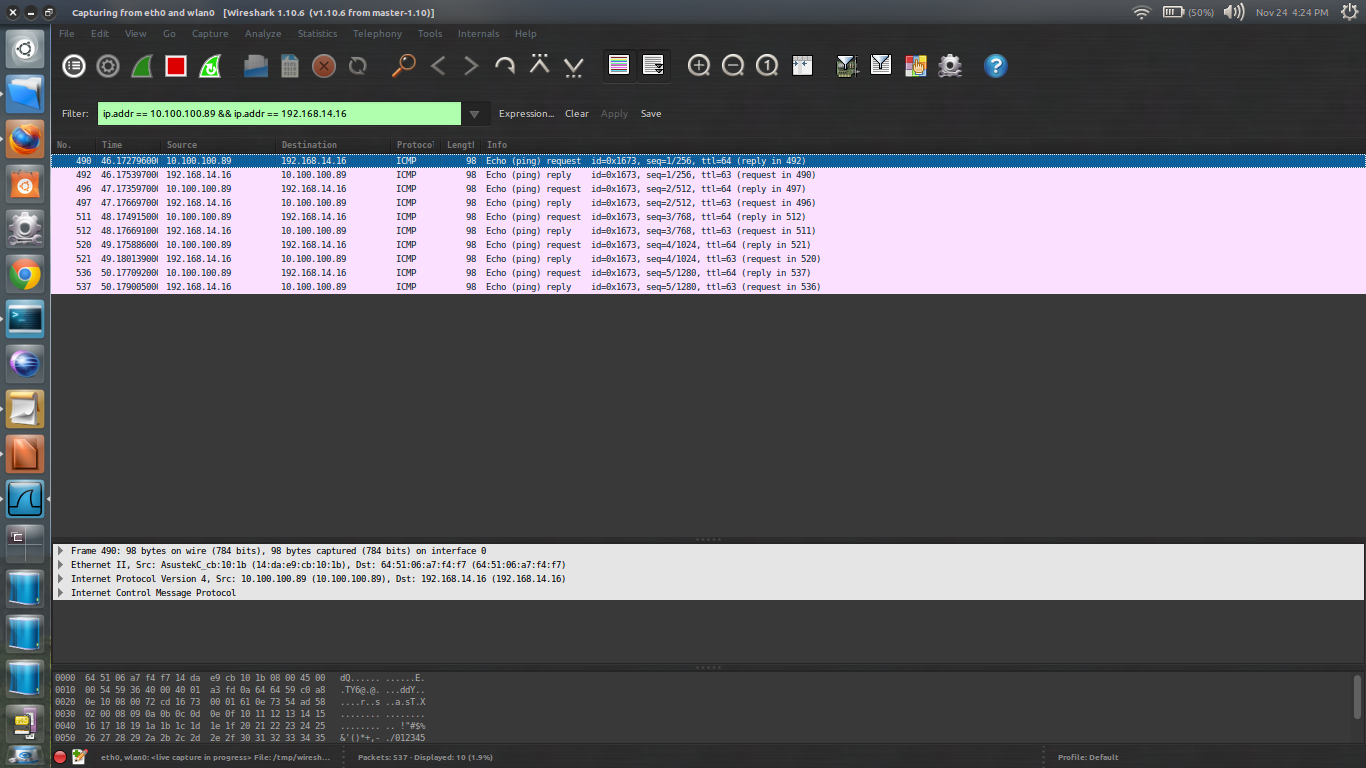 Capturing from eth0 and wlan0   [Wireshark 1.10.6  (v1.10.6 from master-1.10)]
(50%)
Nov 24  4:24 PM
File Edit View Go Capture Analyze Statistics Telephony Tools Internals Help
Filter: ip.addr == 10.100.100.89 && ip.addr == 192.168.14.16 Expression... Clear Apply Save
No. Time Source Destination Protocol Lengtl Info
490 46.172796000 10.100.100.89 192.168.14.16 ICMP 98 Echo (ping) request  id=0x1673, seq=1/256, ttl=64 (reply in 492)
492 46.175397000 192.168.14.16 10.100.100.89 ICMP 98 Echo (ping) reply    id=0x1673, seq=1/256, ttl=63 (request in 490)
496 47.173597000 10.100.100.89 192.168.14.16 ICMP 98 Echo (ping) request  id=0x1673, seq=2/512, ttl=64 (reply in 497)
497 47.176697000 192.168.14.16 10.100.100.89 ICMP 98 Echo (ping) reply    id=0x1673, seq=2/512, ttl=63 (request in 496)
511 48.174915000 10.100.100.89 192.168.14.16 ICMP 98 Echo (ping) request  id=0x1673, seq=3/768, ttl=64 (reply in 512)
512 48.176691000 192.168.14.16 10.100.100.89 ICMP 98 Echo (ping) reply    id=0x1673, seq=3/768, ttl=63 (request in 511)
520 49.175886000 10.100.100.89 192.168.14.16 ICMP 98 Echo (ping) request  id=0x1673, seq=4/1024, ttl=64 (reply in 521)
521 49.180139000 192.168.14.16 10.100.100.89 ICMP 98 Echo (ping) reply    id=0x1673, seq=4/1024, ttl=63 (request in 520)
536 50.177092000 10.100.100.89 192.168.14.16 ICMP 98 Echo (ping) request  id=0x1673, seq=5/1280, ttl=64 (reply in 537)
537 50.179005000 192.168.14.16 10.100.100.89 ICMP 98 Echo (ping) reply    id=0x1673, seq=5/1280, ttl=63 (request in 536)
Frame 490: 98 bytes on wire (784 bits), 98 bytes captured (784 bits) on interface 0
Ethernet II, Src: AsustekC_cb:10:1b (14:da:e9:cb:10:1b), Dst: 64:51:06:a7:f4:f7 (64:51:06:a7:f4:f7)
Internet Protocol Version 4, Src: 10.100.100.89 (10.100.100.89), Dst: 192.168.14.16 (192.168.14.16)
Internet Control Message Protocol
0000  64 51 06 a7 f4 f7 14 da  e9 cb 10 1b 08 00 45 00   dQ...... ......E.
0010  00 54 59 36 40 00 40 01  a3 fd 0a 64 64 59 c0 a8   .TY6@.@. ...ddY..
0020  0e 10 08 00 72 cd 16 73  00 01 61 0e 73 54 ad 58   ....r..s ..a.sT.X
0030  02 00 08 09 0a 0b 0c 0d  0e 0f 10 11 12 13 14 15   ........ ........
0040  16 17 18 19 1a 1b 1c 1d  1e 1f 20 21 22 23 24 25   ........ .. !"#$%
0050  26 27 28 29 2a 2b 2c 2d  2e 2f 30 31 32 33 34 35   &'()*+,- ./012345
eth0, wlan0: <live capture in progress> File: /tmp/wiresh... Packets: 537 · Displayed: 10 (1.9%) Profile: Default